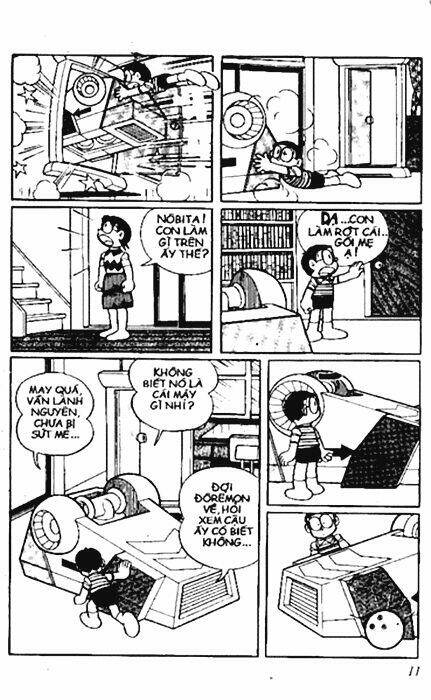 NÔBITA!
CON LÀM
GÌ TRÊN
ẤY THẾ?
DẠ...CON
LÀM RỚT CÁI..
GỐI MẸ
Ạ!
MAY QUÁ,
VẪN LÀNH
NGUYÊN,
CHƯA BỊ
SỨT MẺ...
KHÔNG
BIẾT NÓ LÀ
CÁI MÁY
GÌ NHỈ?
ĐỢI
ĐÔRÊMON
VỀ, HỎI
XEM CẬU
ẤY CÓ BIẾT
KHÔNG...
11